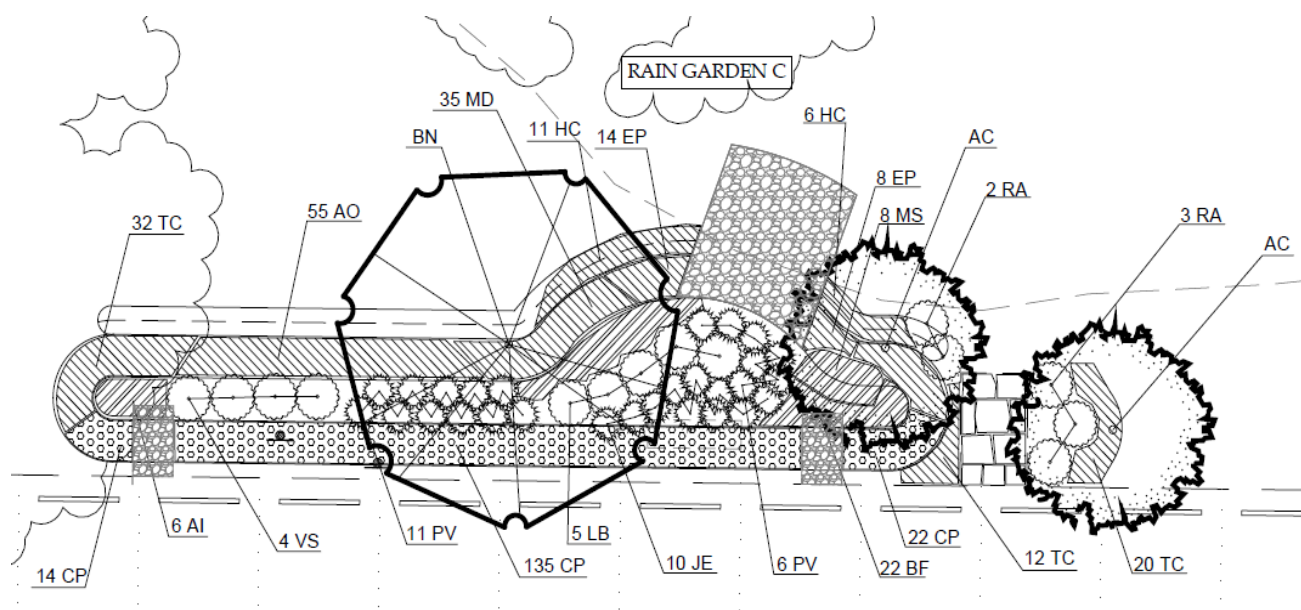 RAIN GARDEN C
35 MD
BN
11 HC
14 EP
6 HC
AC
8 EP
2 RA
8 MS
3 RA
AC
32 TC
55 AO
6 AI
4 VS
11 PV
5 LB
22 CP
14 CP
135 CP
10 JE
6 PV
22 BF
12 TC
20 TC